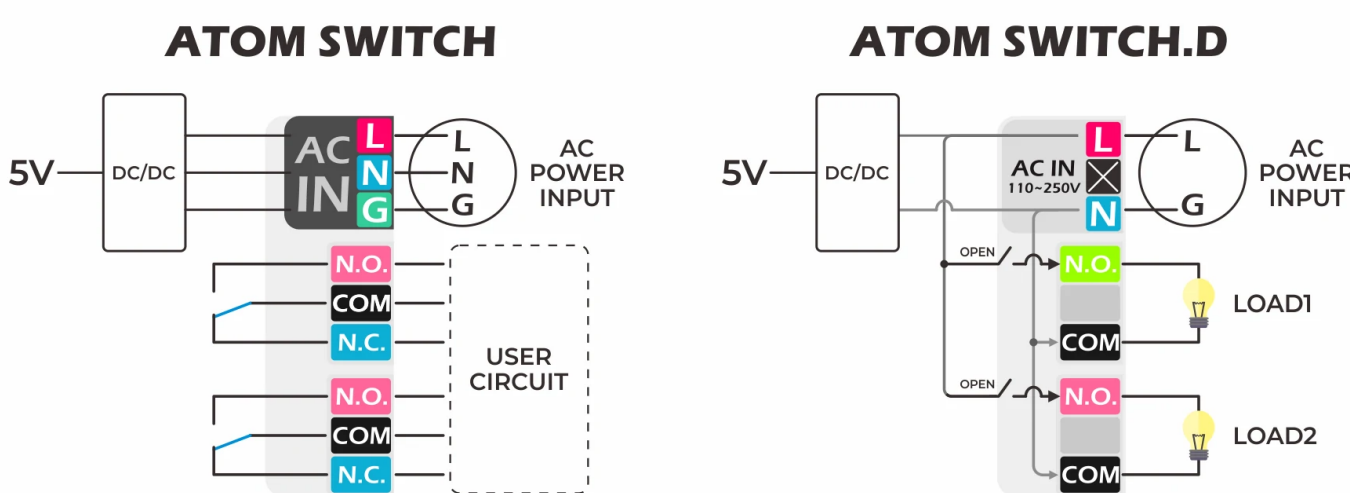 ATOM SWITCH
5V
DC/DC
AC
IN
L
N
G
L
N
G
AC
POWER
INPUT
N.O.
COM
N.C.
N.O.
COM
N.C.
USER
CIRCUIT
ATOM SWITCH.D
5V
DC/DC
AC IN
110~250V
L
N
L
G
AC
POWER
INPUT
OPEN
N.O.
COM
LOAD1
OPEN
N.O.
COM
LOAD2